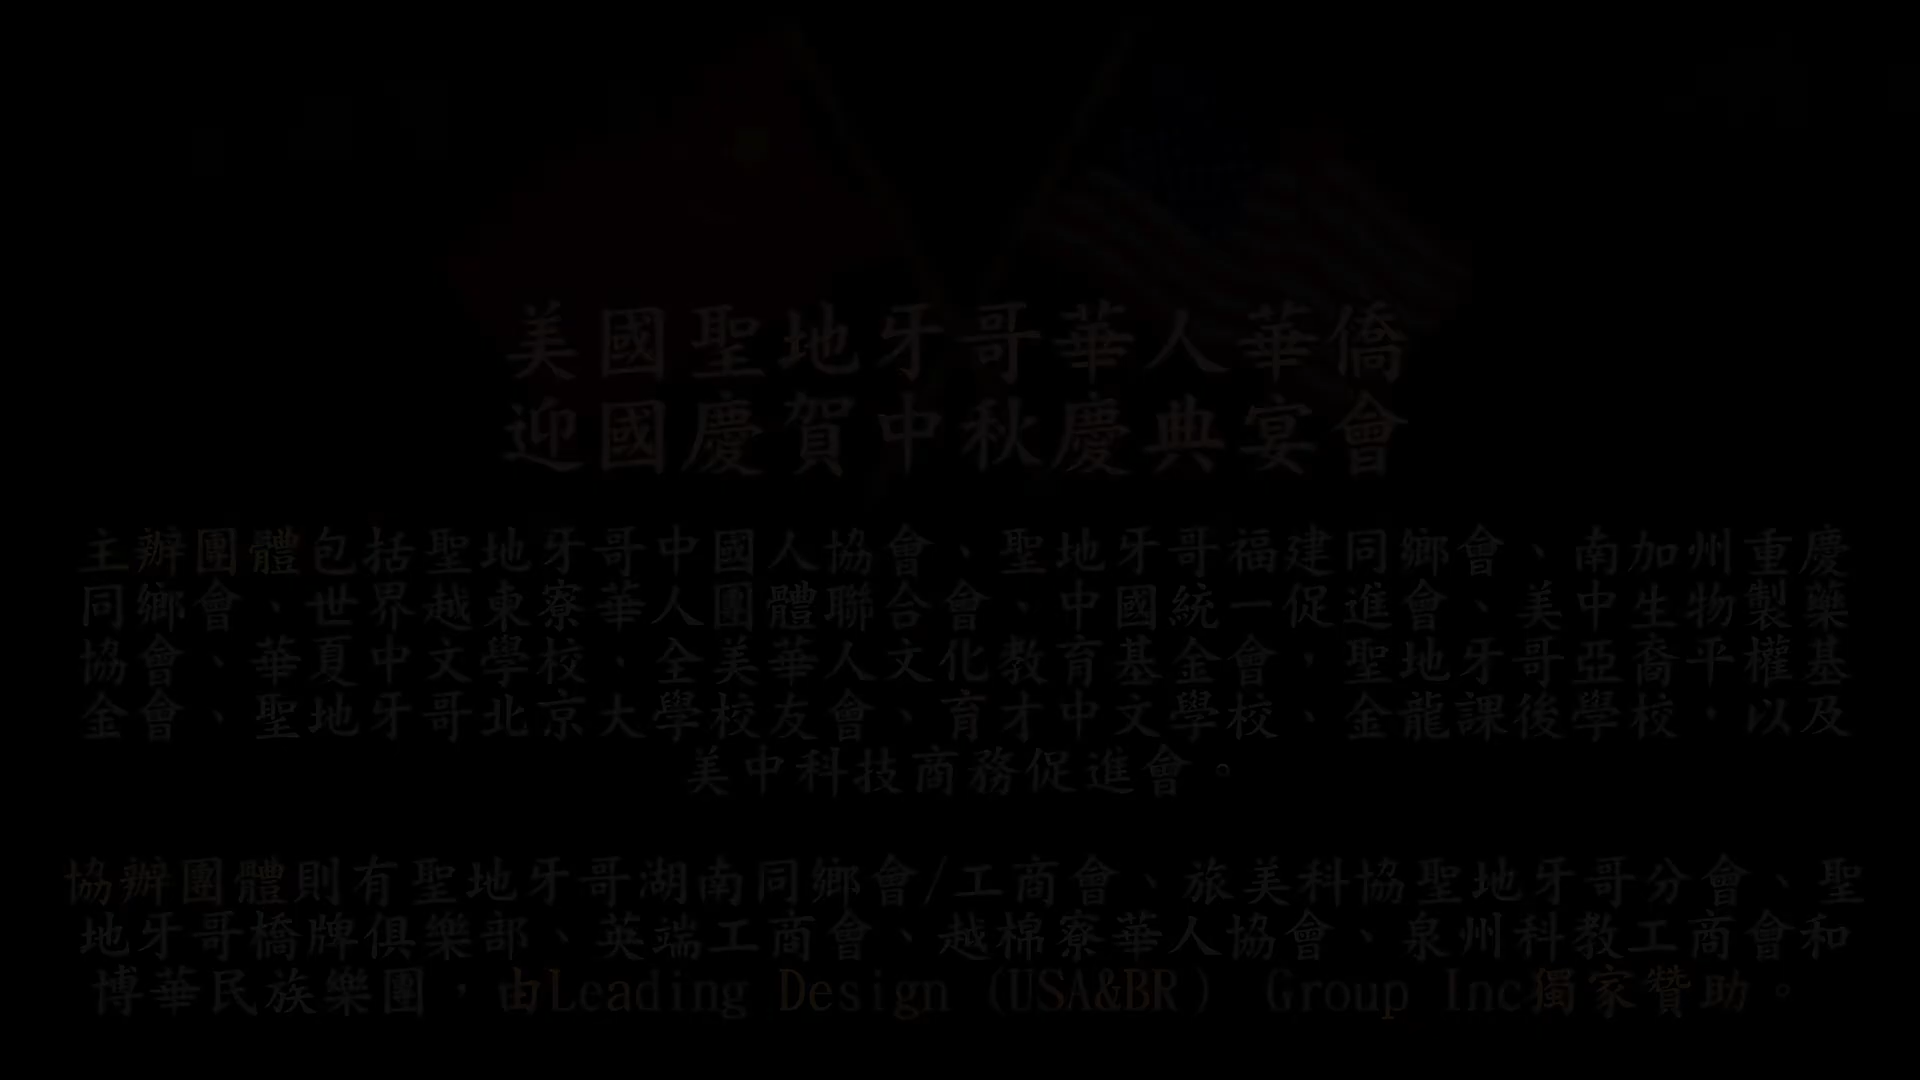 美國聖地牙哥華人華僑
迎國慶賀中秋慶典宴會
主辦團體包括聖地牙哥中國人協會、聖地牙哥福建同鄉會、南加州重慶
同鄉會、世界越柬寮華人團體聯合會、中國統一促進會、美中生物製藥
協會、華夏中文學校、全美華人文化教育基金會，聖地牙哥亞裔平權基
金會、聖地牙哥北京大學校友會、育才中文學校、金龍課後學校，以及
美中科技商務促進會。
協辦團體則有聖地牙哥湖南同鄉會/工商會、旅美科協聖地牙哥分會、聖
地牙哥橋牌俱樂部、英端工商會、越棉寮華人協會、泉州科教工商會和
博華民族樂團，由Leading Design (USA&BR) Group Inc獨家贊助。